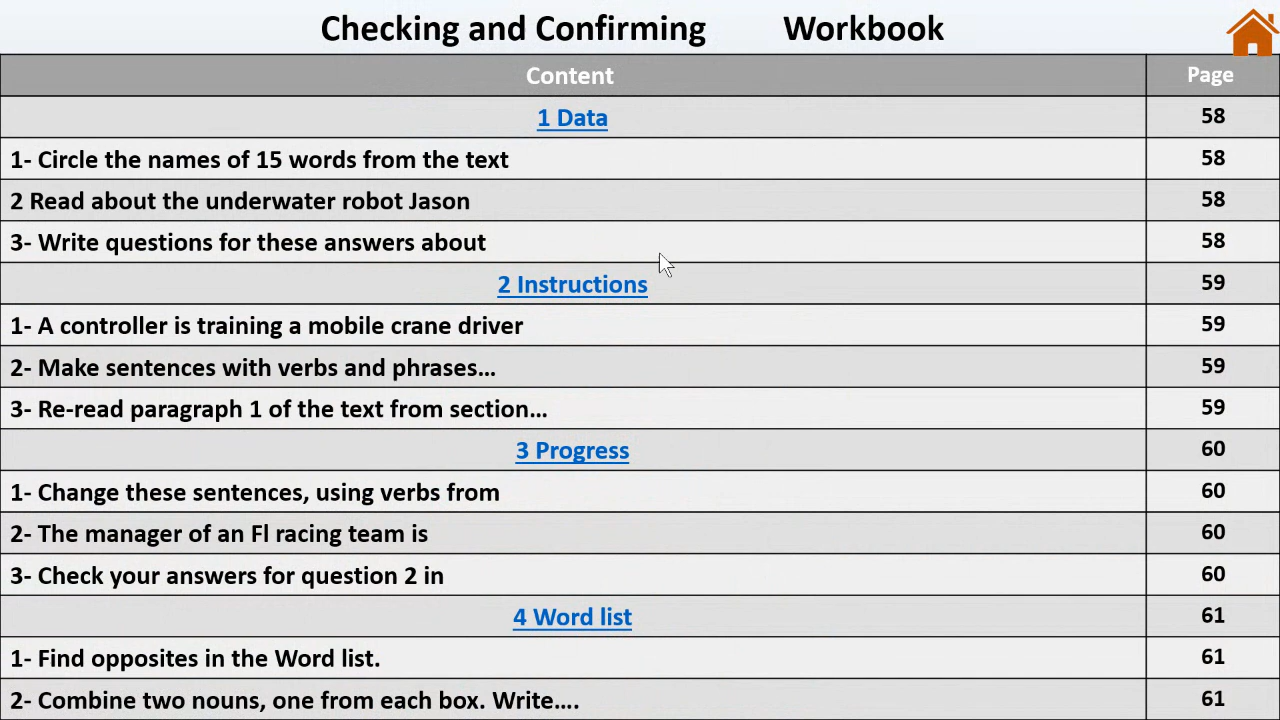 Checking and Confirming Workbook
Content Page
1 Data 58
1- Circle the names of 15 words from the text 58
2 Read about the underwater robot Jason 58
3- Write questions for these answers about 58
2 Instructions 59
1- A controller is training a mobile crane driver 59
2- Make sentences with verbs and phrases... 59
3- Re-read paragraph 1 of the text from section... 59
3 Progress 60
1- Change these sentences, using verbs from 60
2- The manager of an Fl racing team is 60
3- Check your answers for question 2 in 60
4 Word list 61
1- Find opposites in the Word list. 61
2- Combine two nouns, one from each box. Write.... 61